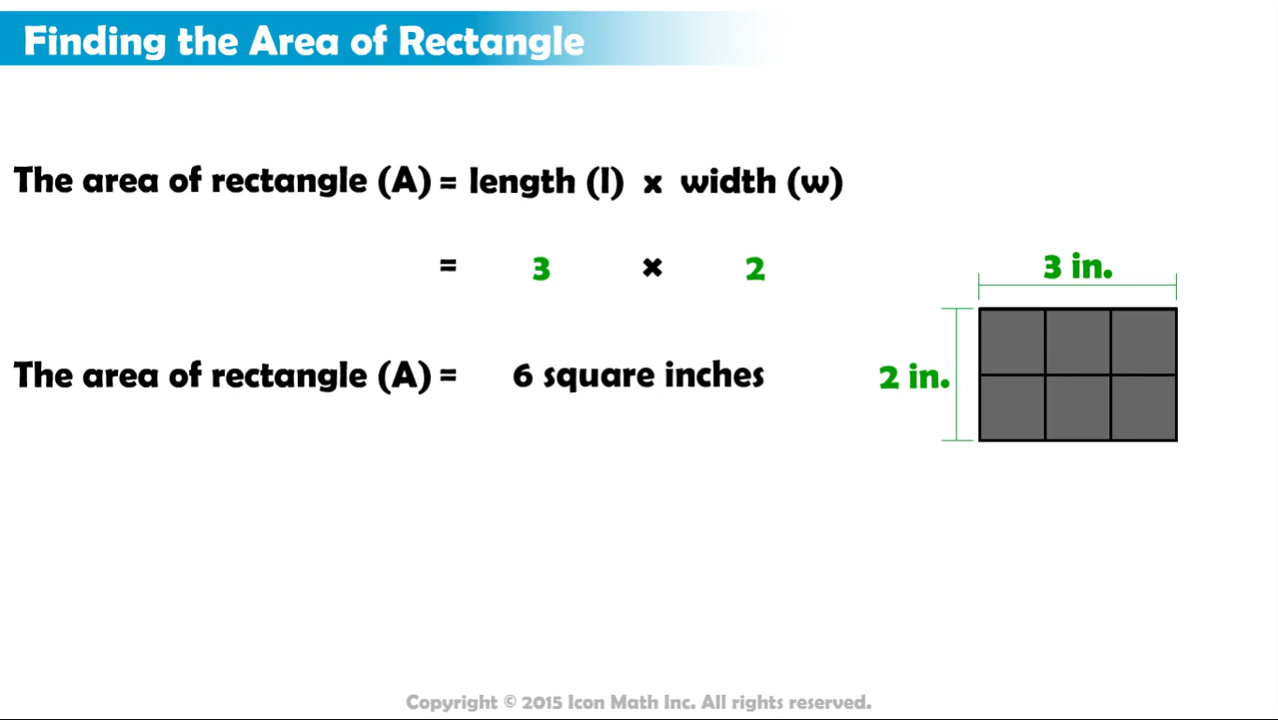 Finding the Area of Rectangle
The area of rectangle (A) = length (l) x width (w)
= 3 × 2
3 in.
The area of rectangle (A) = 6 square inches
2 in.
Copyright © 2015 Icon Math Inc. All rights reserved.